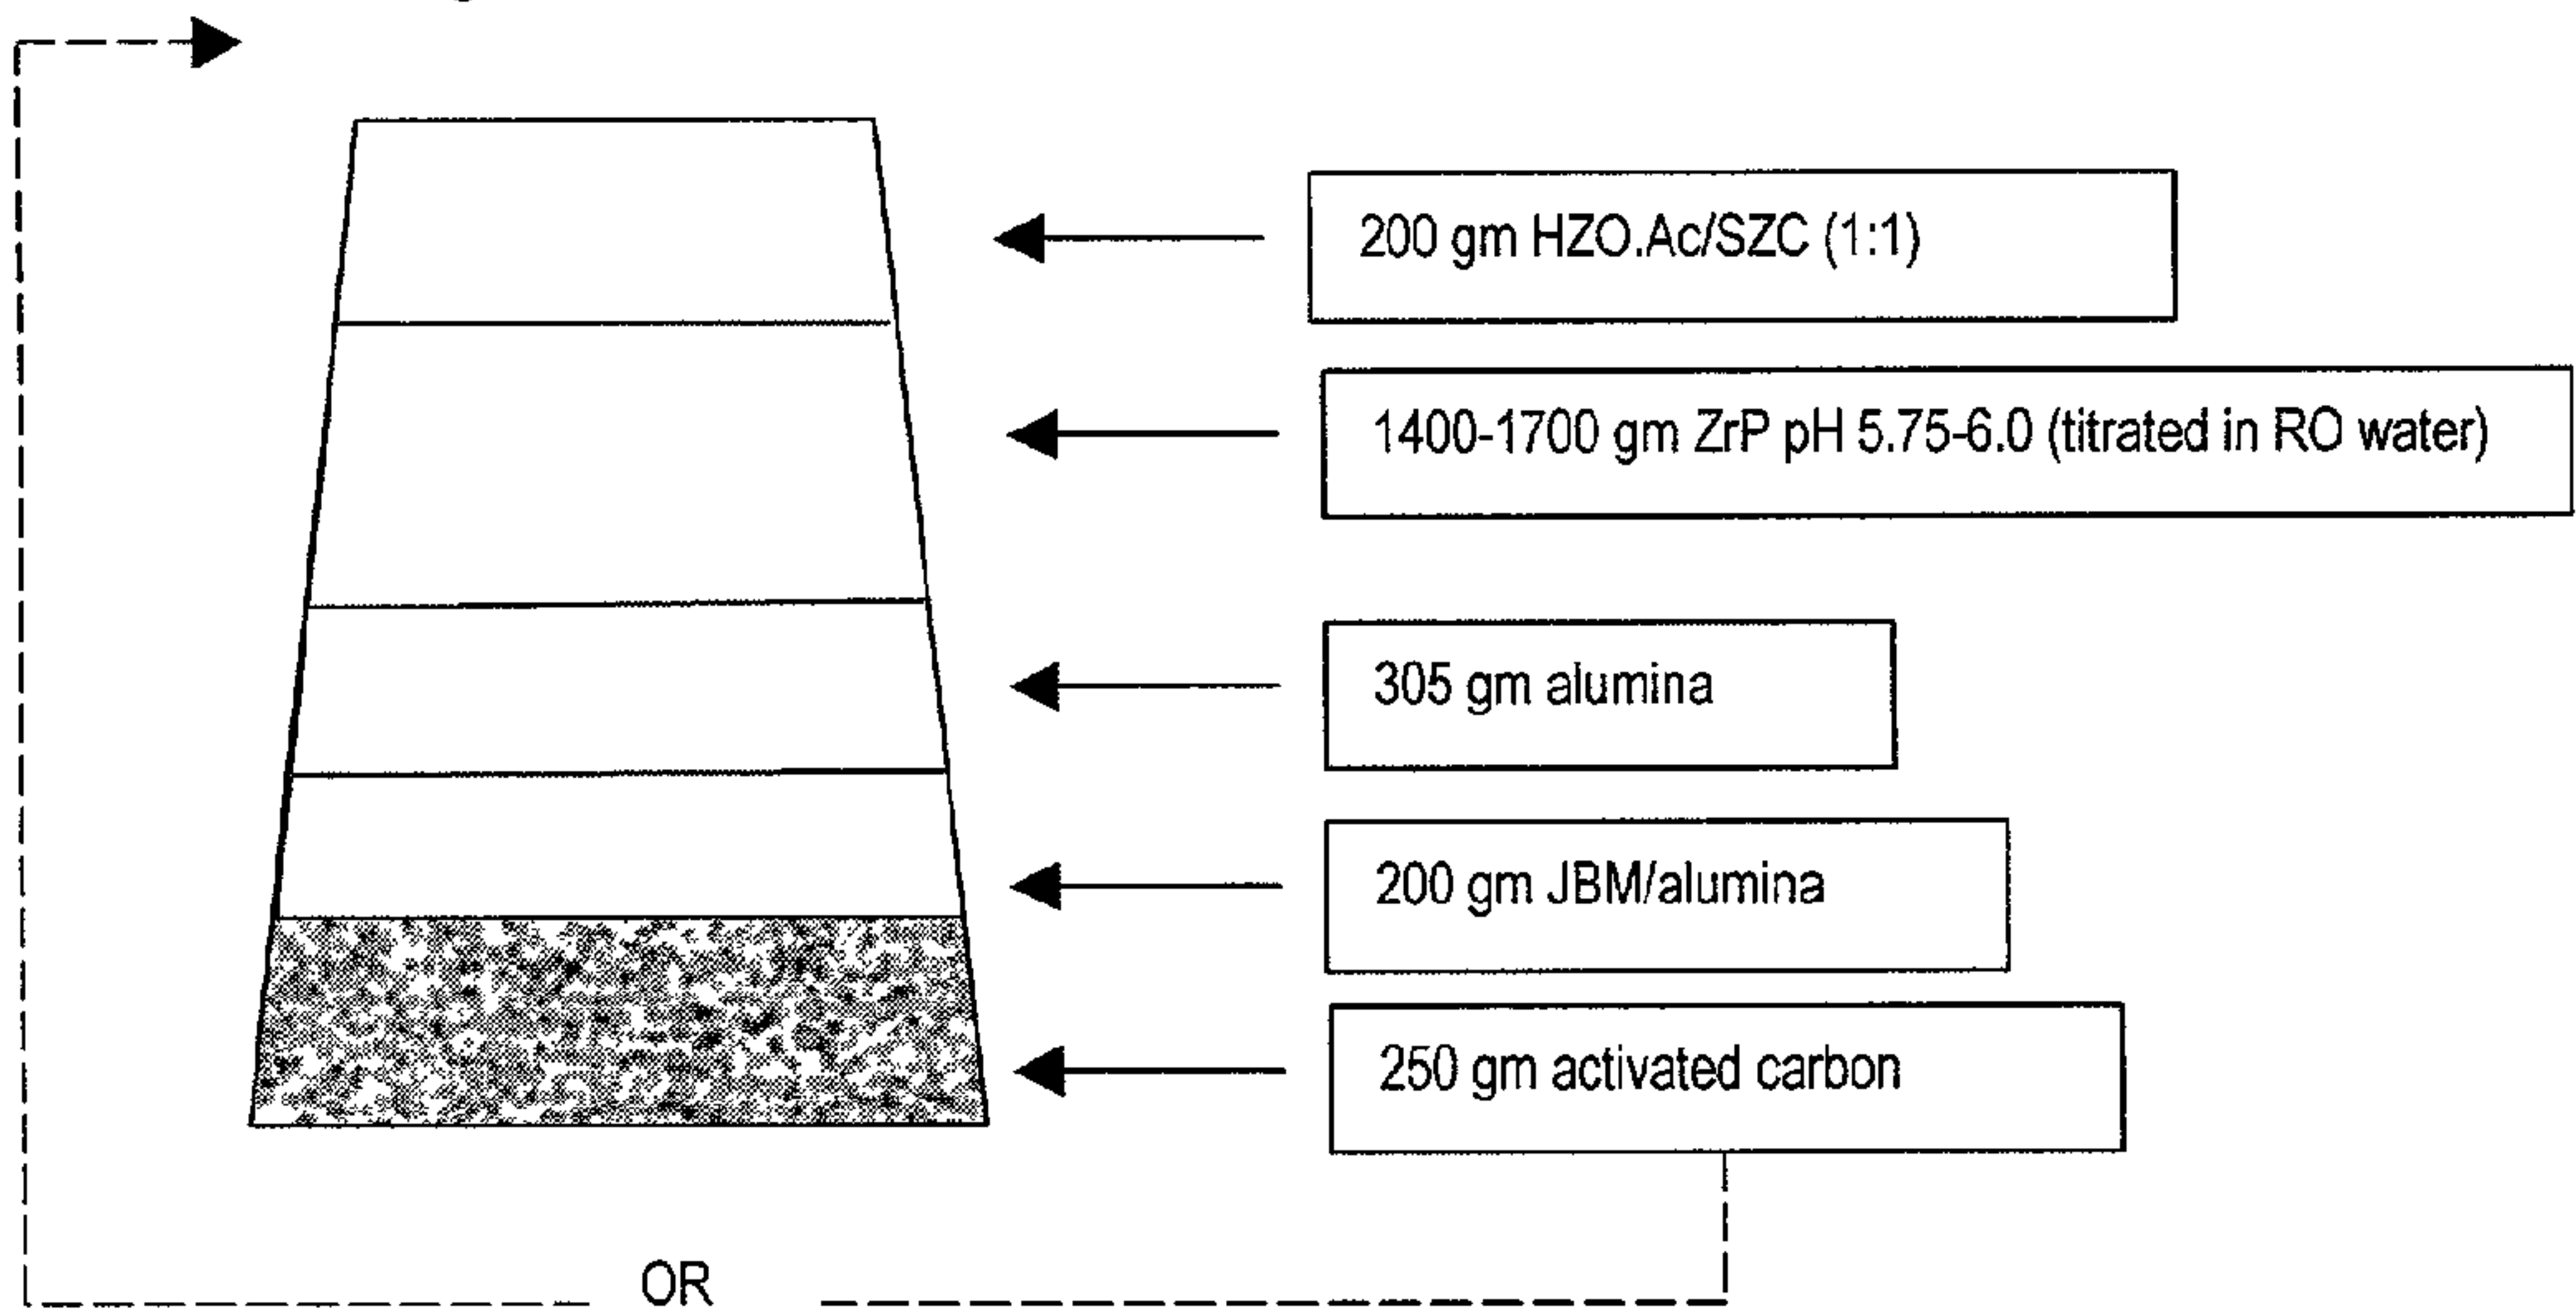 200 gm HZO.Ac/SZC (1:1)
1400-1700 gm ZrP pH 5.75-6.0 (titrated in RO water)
305 gm alumina
200 gm JBM/alumina
250 gm activated carbon
OR